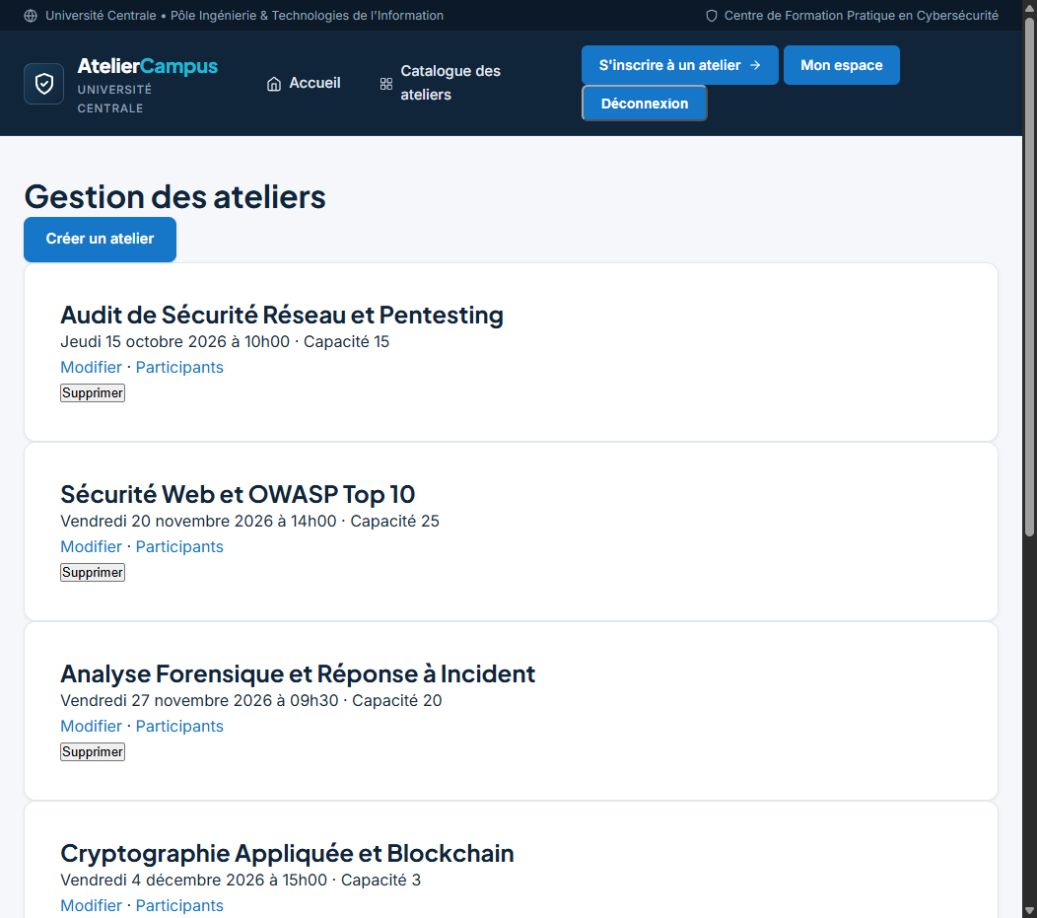 Université Centrale • Pôle Ingénierie & Technologies de l'Information
Centre de Formation Pratique en Cybersécurité
AtelierCampus
UNIVERSITÉ
CENTRALE
Accueil
Catalogue des
ateliers
S'inscrire à un atelier →
Mon espace
Déconnexion
Gestion des ateliers
Créer un atelier
Audit de Sécurité Réseau et Pentesting
Jeudi 15 octobre 2026 à 10h00 · Capacité 15
Modifier · Participants
Supprimer
Sécurité Web et OWASP Top 10
Vendredi 20 novembre 2026 à 14h00 · Capacité 25
Modifier · Participants
Supprimer
Analyse Forensique et Réponse à Incident
Vendredi 27 novembre 2026 à 09h30 · Capacité 20
Modifier · Participants
Supprimer
Cryptographie Appliquée et Blockchain
Vendredi 4 décembre 2026 à 15h00 · Capacité 3
Modifier · Participants